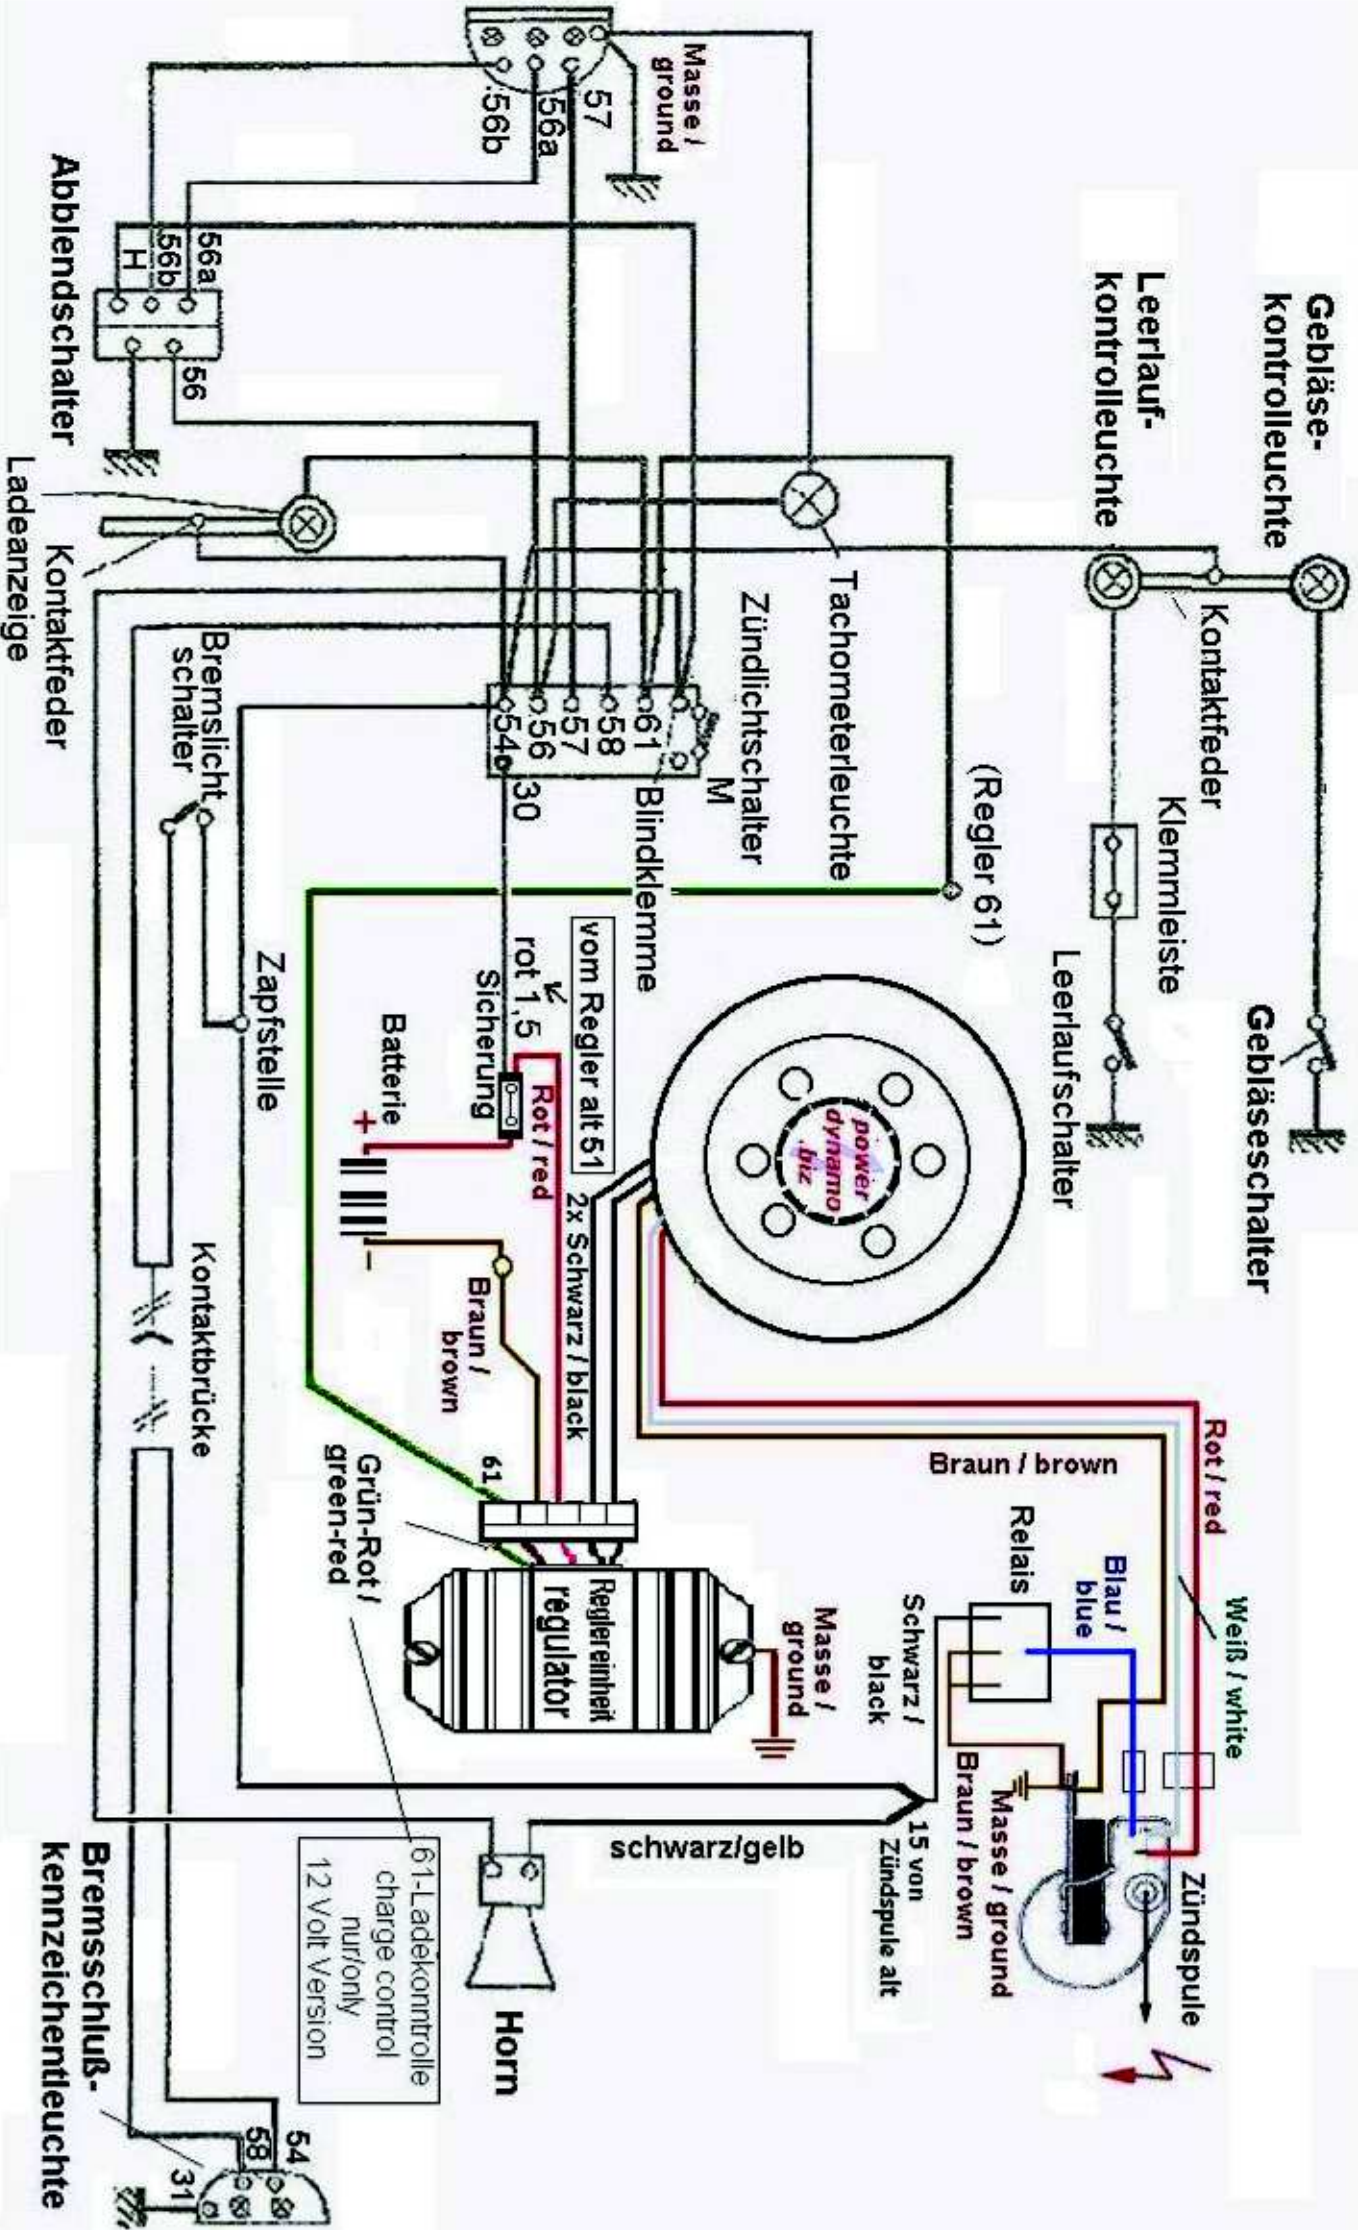 Gebläse-
kontrolleuchte
Leerlauf-
kontrolleuchte
Kontaktfeder
Klemmleiste
Leerlaufschalter
Gebläseschalter
Masse /
ground
57
56a
56b
Abblendschalter
56a
56b
H
56
Ladeanzeige
Kontaktfeder
Tachometerleuchte
Zündlichtschalter
(Regler 61)
M
61
58
57
56
54
30
Blindklemme
Bremslicht
schalter
Zapfstelle
vom Regler alt 51
rot 1,5
Sicherung
Rot / red
Batterie
+
–
Braun /
brown
2x Schwarz / black
power
dynamo
.biz
Kontaktbrücke
Rot / red
Braun / brown
Weiß / white
Relais
Blau /
blue
Schwarz /
black
61
Grün-Rot /
green-red
Reglereinheit
regulator
Masse /
ground
Masse / ground
Braun / brown
Zündspule
15 von
Zündspule alt
schwarz/gelb
61-Ladekonntrolle
charge control
nur/only
12 Volt Version
Horn
Bremsschluß-
kennzeichentleuchte
54
58
31